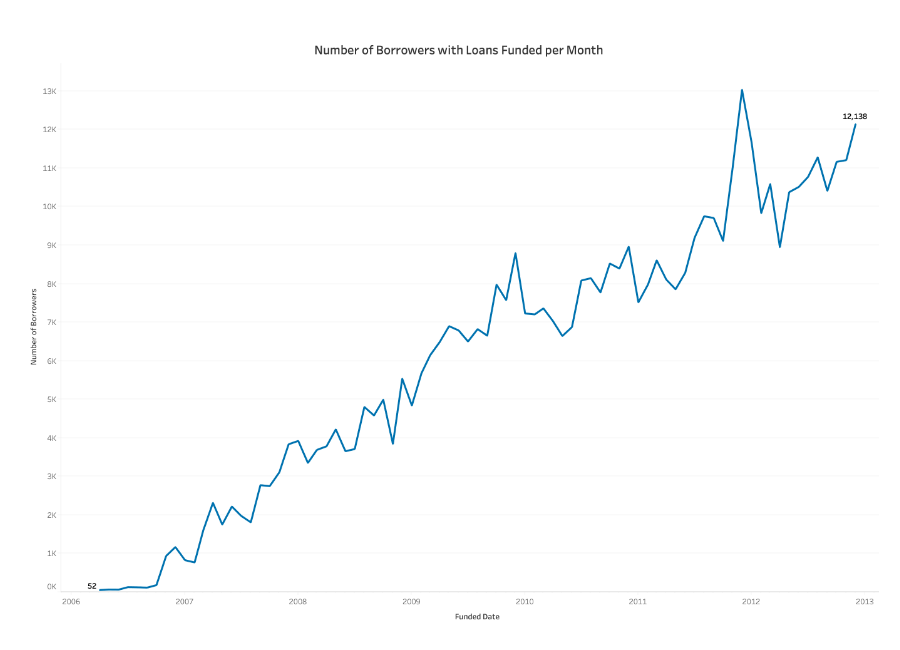 Number of Borrowers with Loans Funded per Month
13K
12,138
12K
11K
10K
9K
8K
7K
6K
5K
4K
3K
2K
1K
0K
52
Number of Borrowers
2006 2007 2008 2009 2010 2011 2012 2013
Funded Date